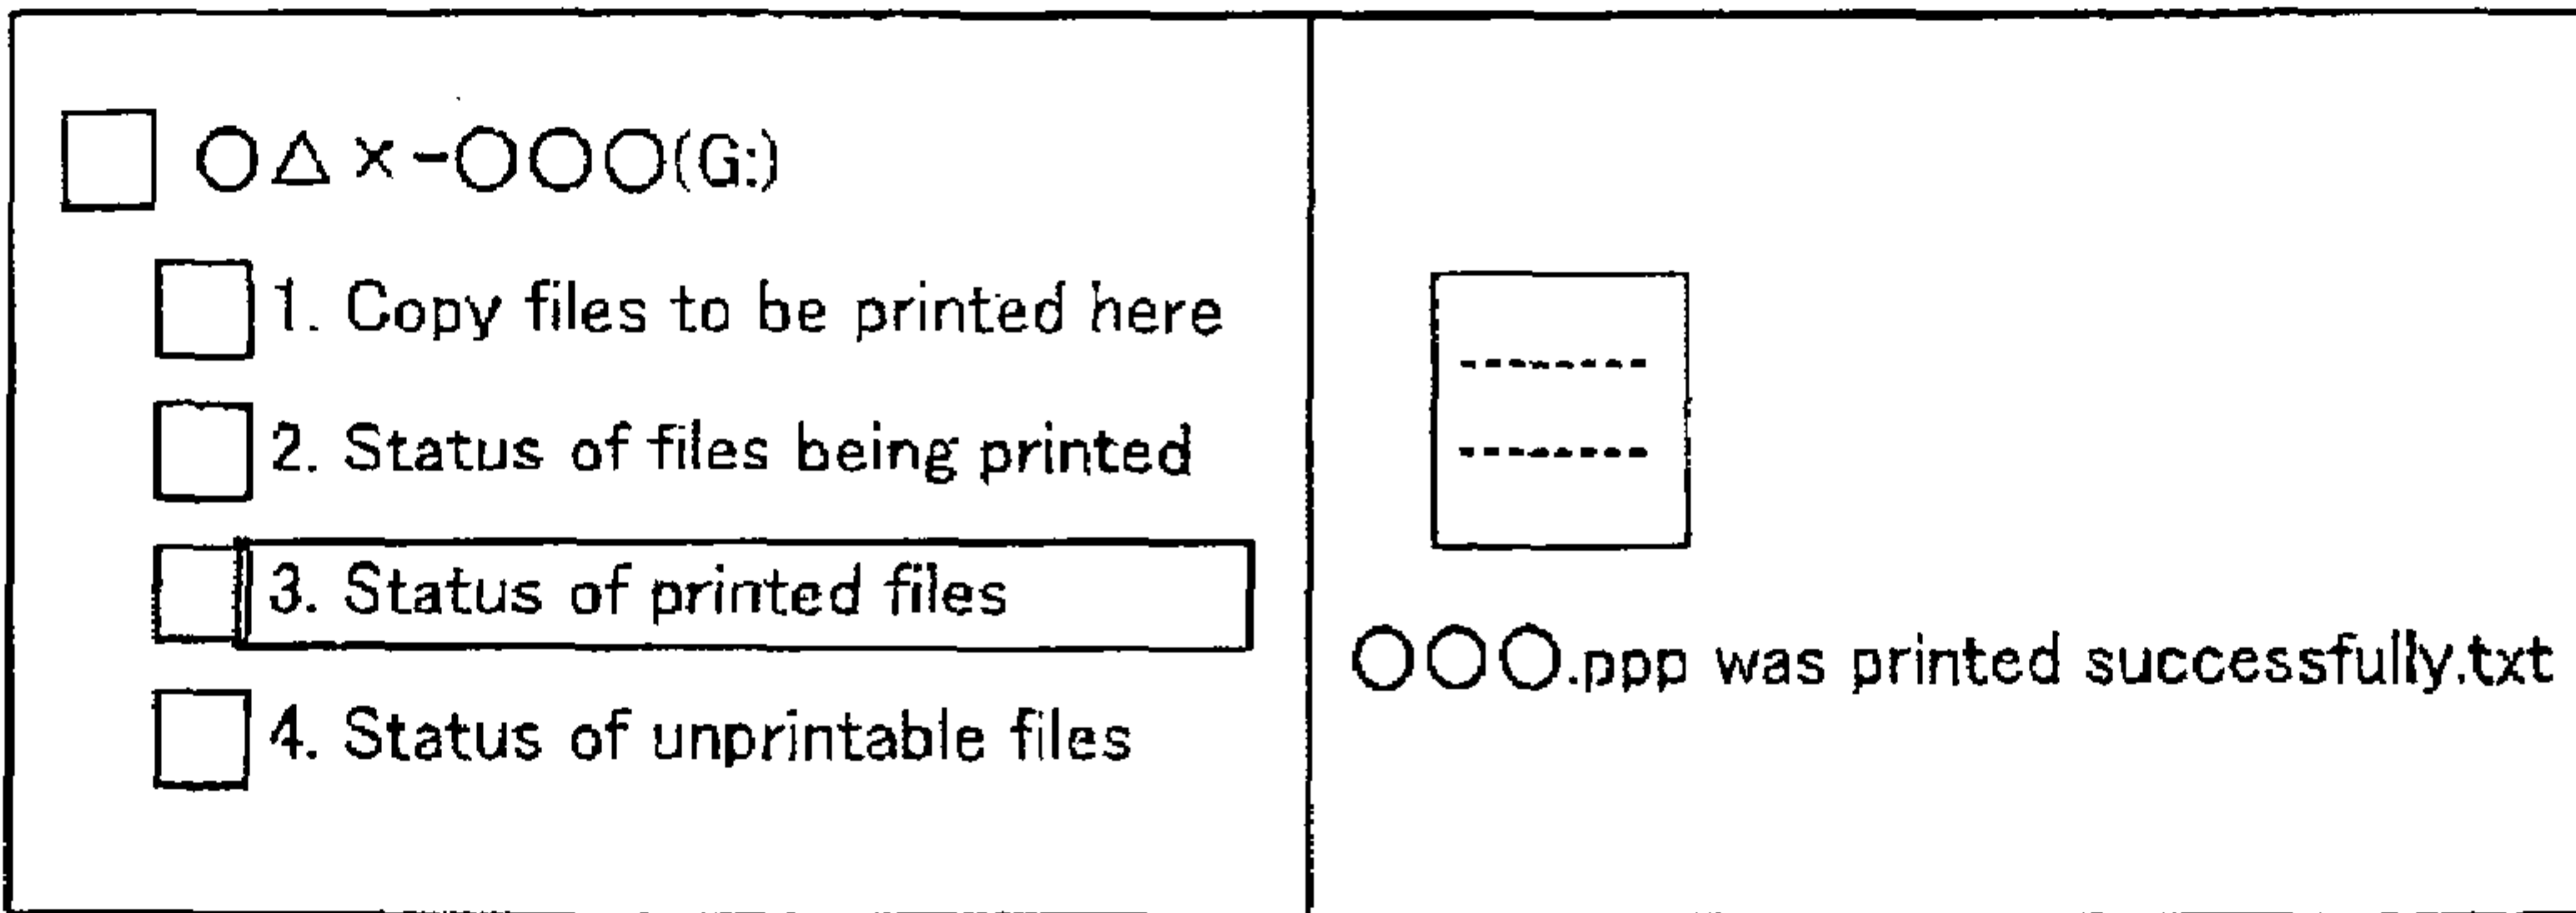 ○△×-○○○(G:)
1. Copy files to be printed here
2. Status of files being printed
3. Status of printed files
4. Status of unprintable files
○○○.ppp was printed successfully.txt